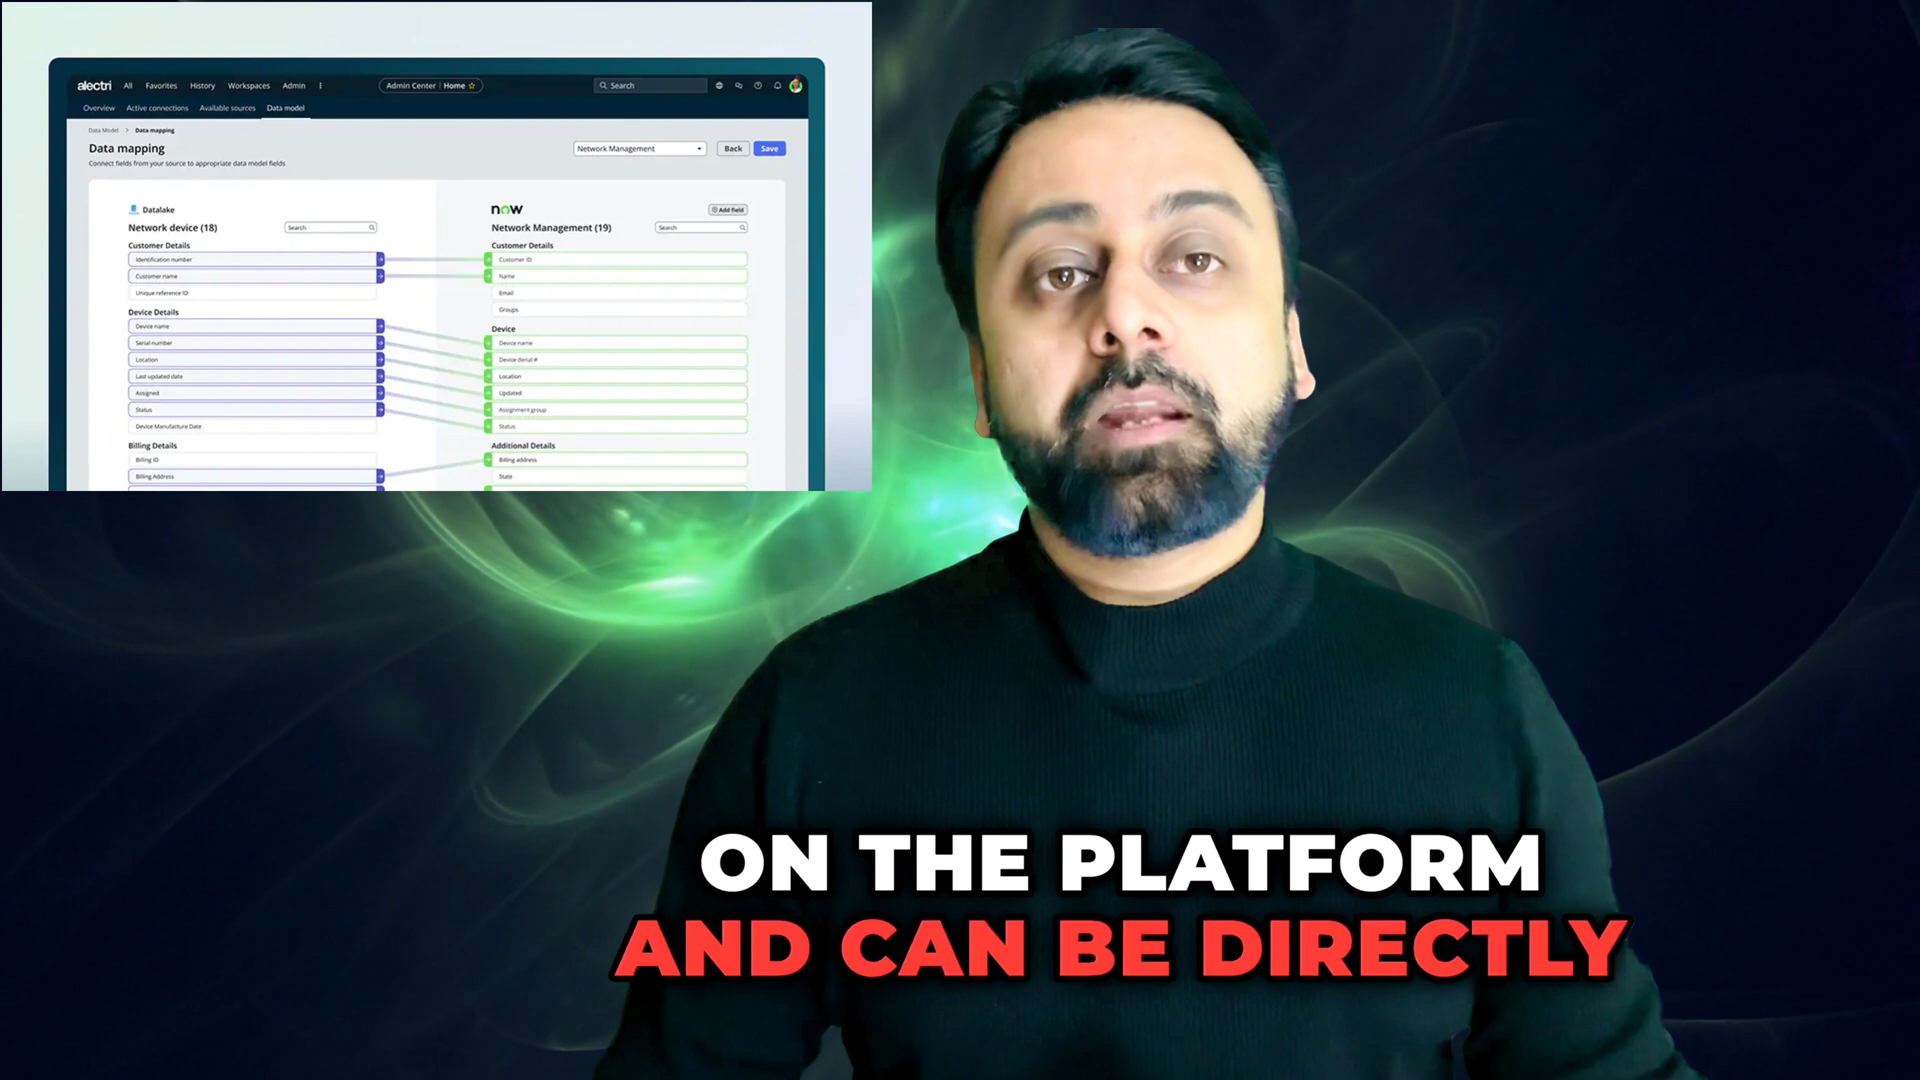 alectri All Favorites History Workspaces Admin Admin Center | Home Search
Overview Active connections Available sources Data model
Data Model > Data mapping
Data mapping
Connect fields from your source to appropriate data model fields
Network Management Back Save
Datalake
Network device (18) Search
Customer Details
Identification number
Customer name
Unique reference ID
Device Details
Device name
Serial number
Location
Last updated date
Assigned
Status
Device Manufacture Date
Billing Details
Billing ID
Billing Address
now Add field
Network Management (19) Search
Customer Details
Customer ID
Name
Email
Groups
Device
Device name
Device derial #
Location
Updated
Assignment group
Status
Additional Details
Billing address
State
ON THE PLATFORM
AND CAN BE DIRECTLY